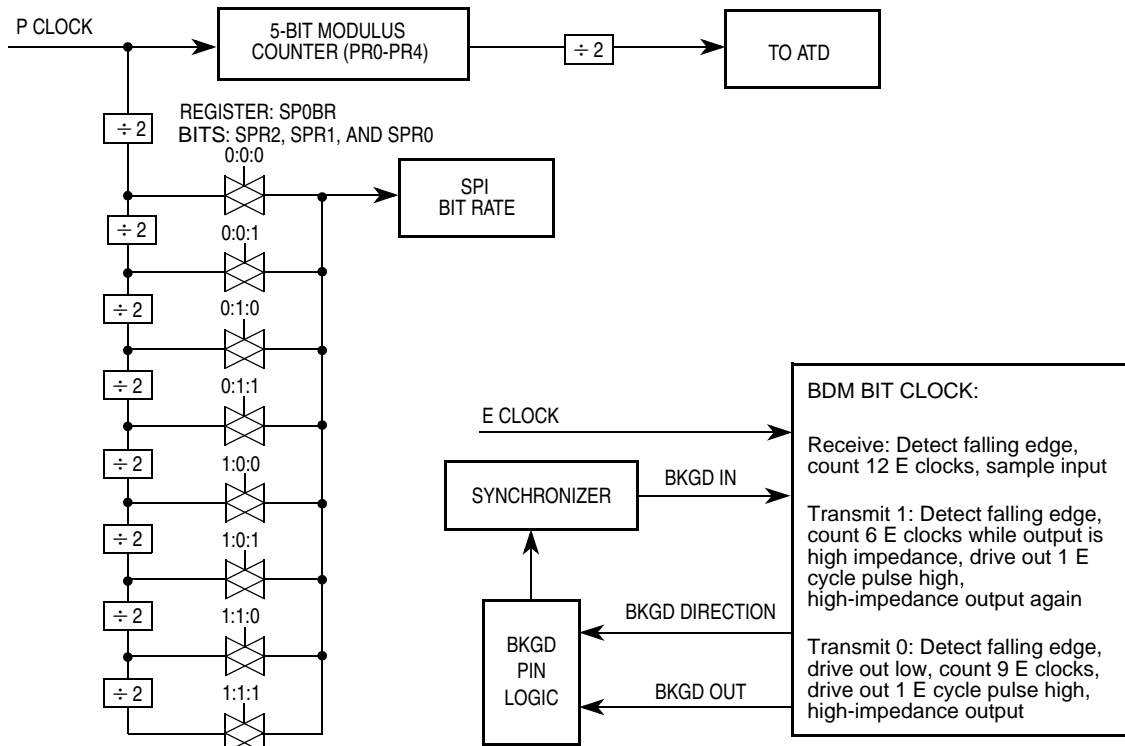 P CLOCK
5-BIT MODULUS
COUNTER (PR0-PR4)
÷ 2
TO ATD
÷ 2
REGISTER: SP0BR
BITS: SPR2, SPR1, AND SPR0
0:0:0
SPI
BIT RATE
÷ 2
0:0:1
÷ 2
0:1:0
÷ 2
0:1:1
÷ 2
1:0:0
÷ 2
1:0:1
÷ 2
1:1:0
÷ 2
1:1:1
E CLOCK
SYNCHRONIZER
BKGD IN
BKGD
PIN
LOGIC
BKGD DIRECTION
BKGD OUT
BDM BIT CLOCK:
Receive: Detect falling edge,
count 12 E clocks, sample input
Transmit 1: Detect falling edge,
count 6 E clocks while output is
high impedance, drive out 1 E
cycle pulse high,
high-impedance output again
Transmit 0: Detect falling edge,
drive out low, count 9 E clocks,
drive out 1 E cycle pulse high,
high-impedance output